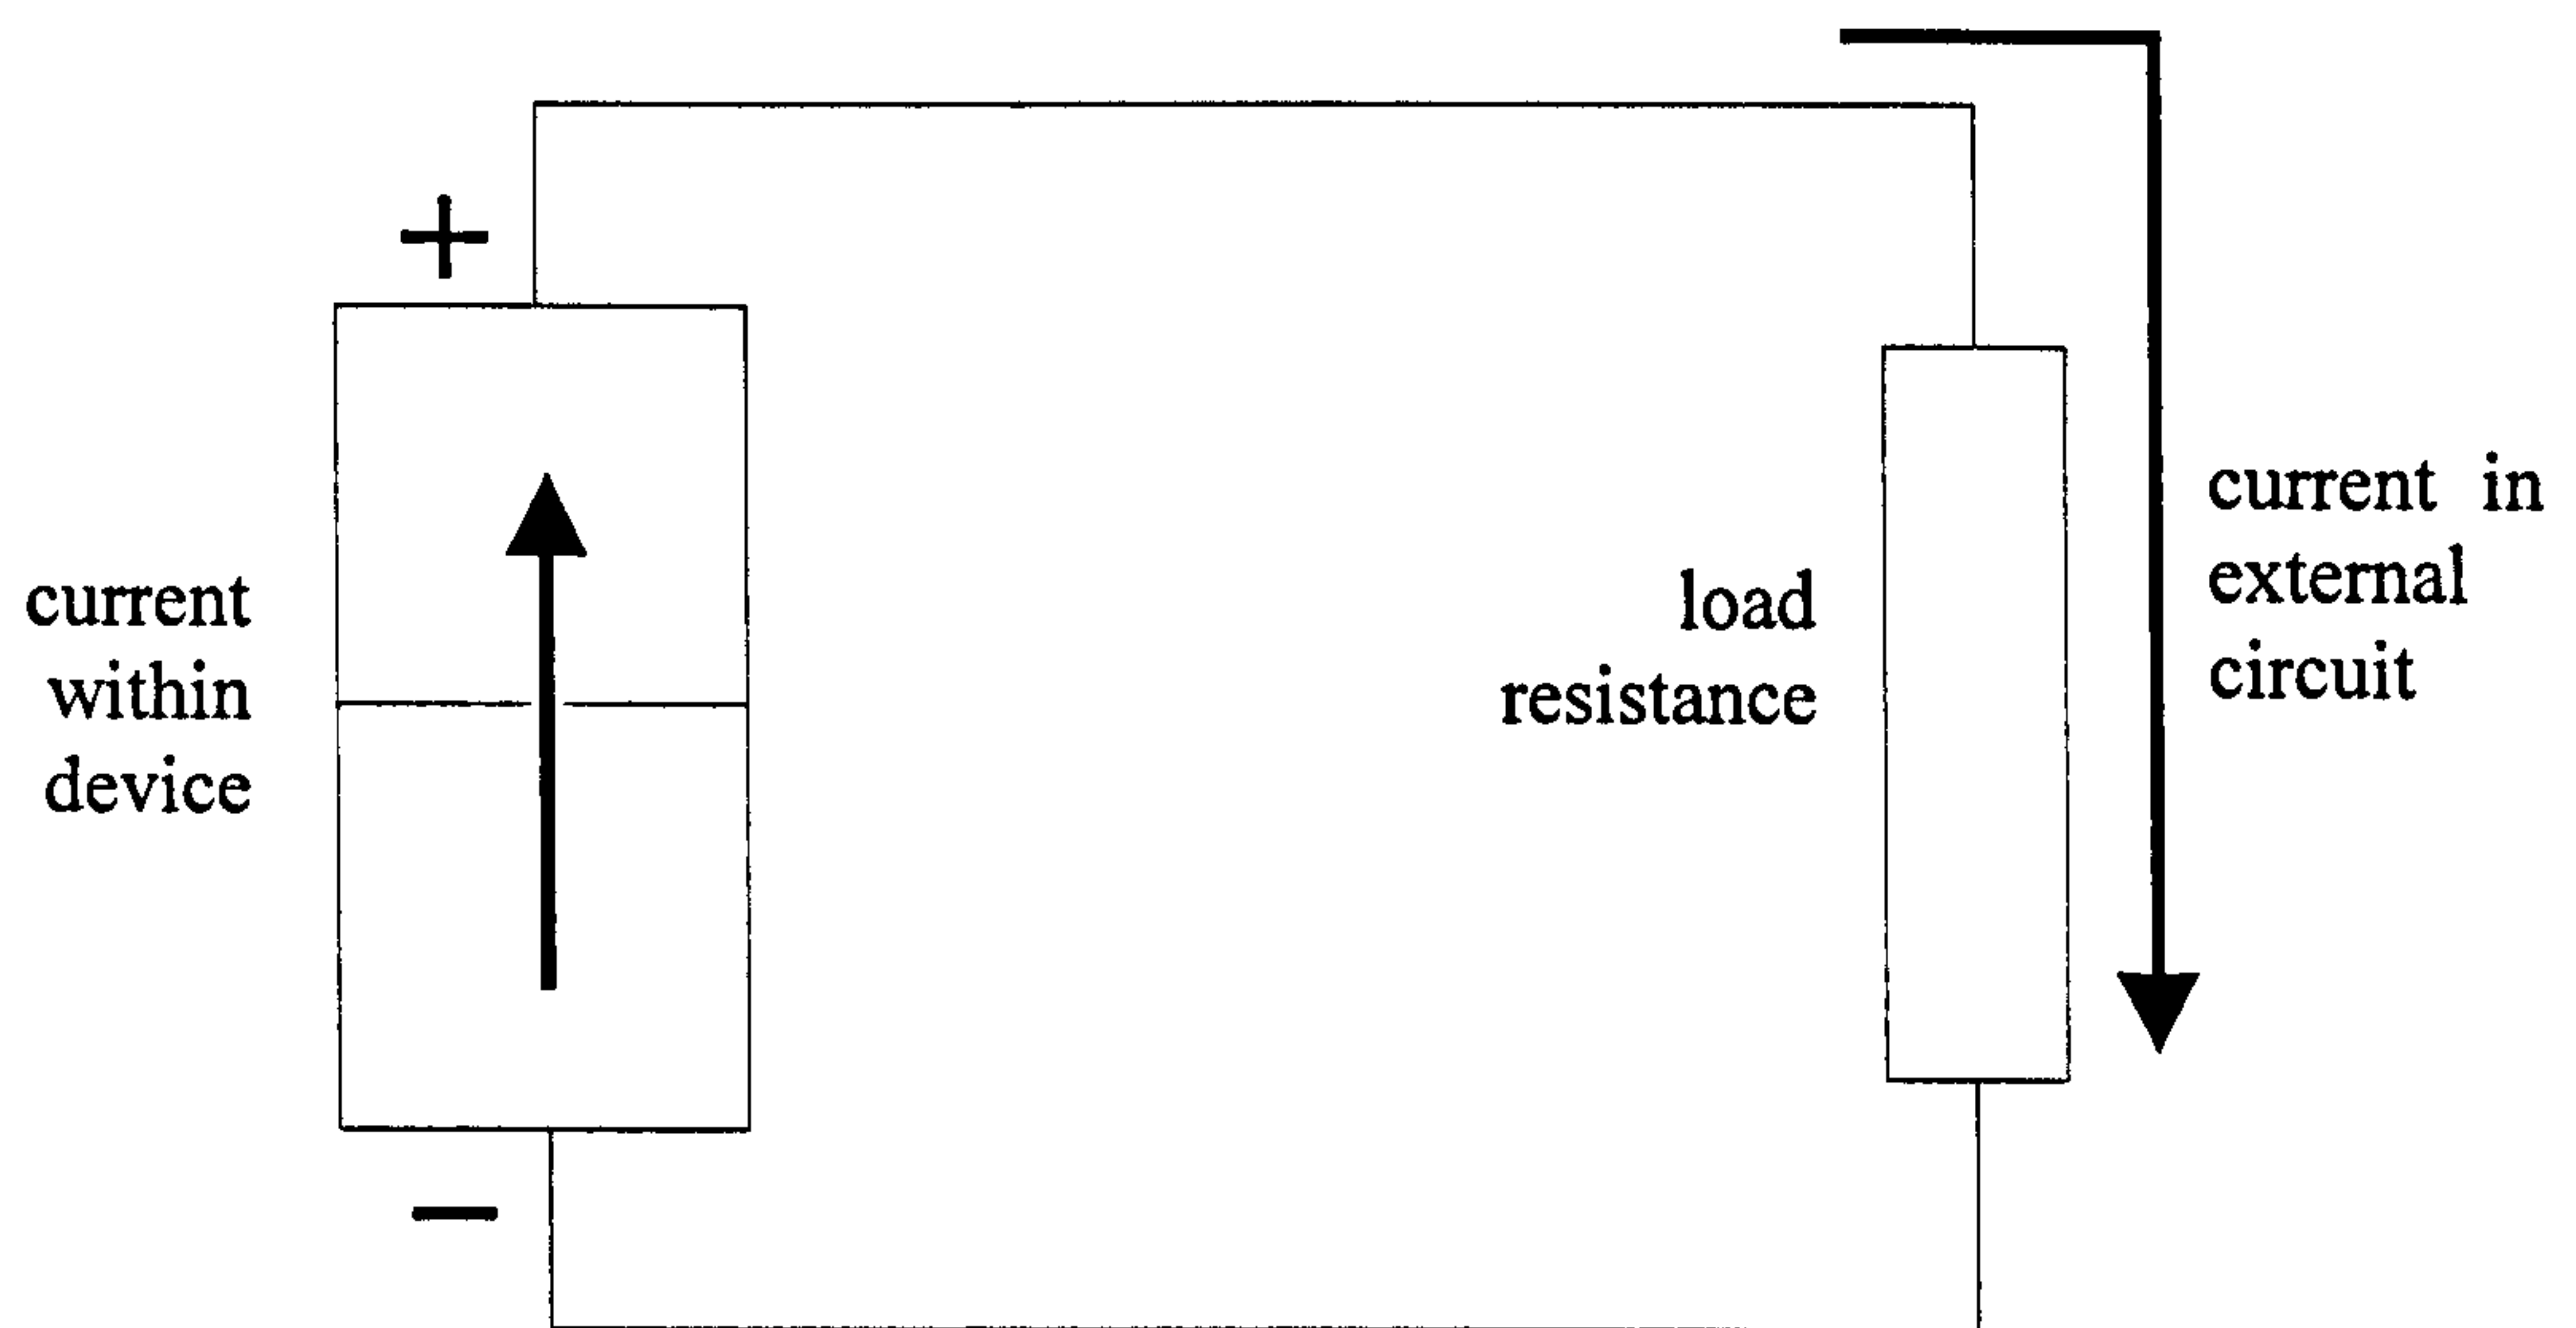 +
current
within
device
−
load
resistance
current in
external
circuit